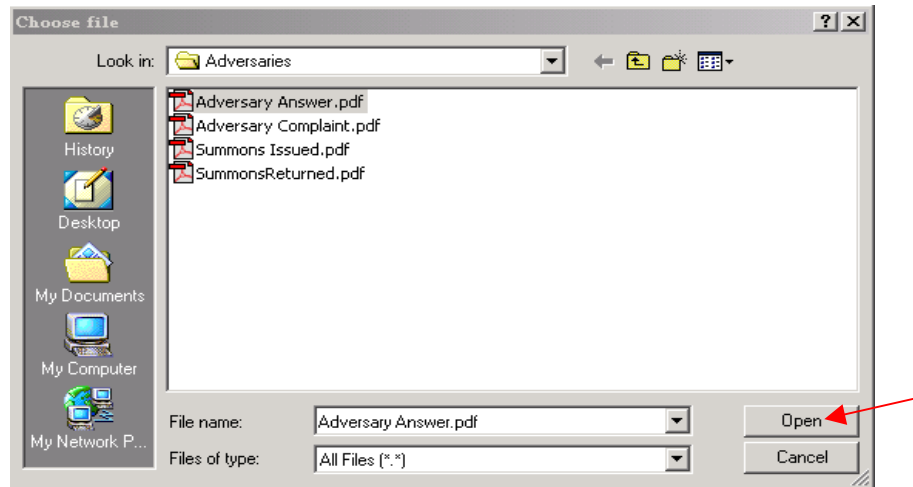 Choose file
Look in: Adversaries
History
Desktop
My Documents
My Computer
My Network P...
Adversary Answer.pdf
Adversary Complaint.pdf
Summons Issued.pdf
SummonsReturned.pdf
File name: Adversary Answer.pdf Open
Files of type: All Files (*.*) Cancel